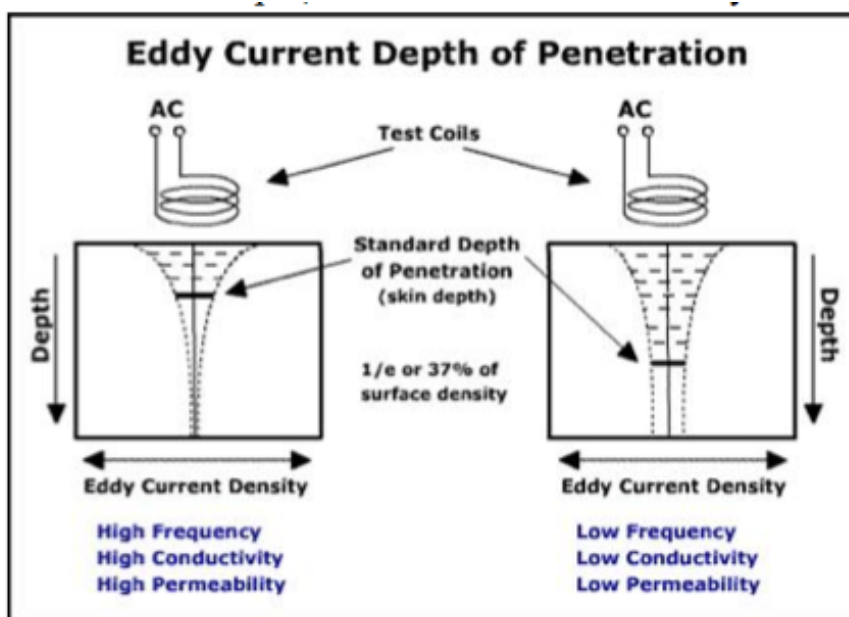 Eddy Current Depth of Penetration
AC
Test Coils
AC
Standard Depth
of Penetration
(skin depth)
Depth
Depth
1/e or 37% of
surface density
Eddy Current Density
Eddy Current Density
High Frequency
High Conductivity
High Permeability
Low Frequency
Low Conductivity
Low Permeability